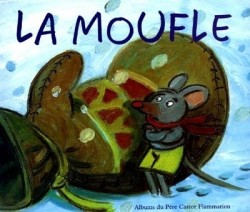 LA MOUFLE
Albums du Père Castor Flammarion